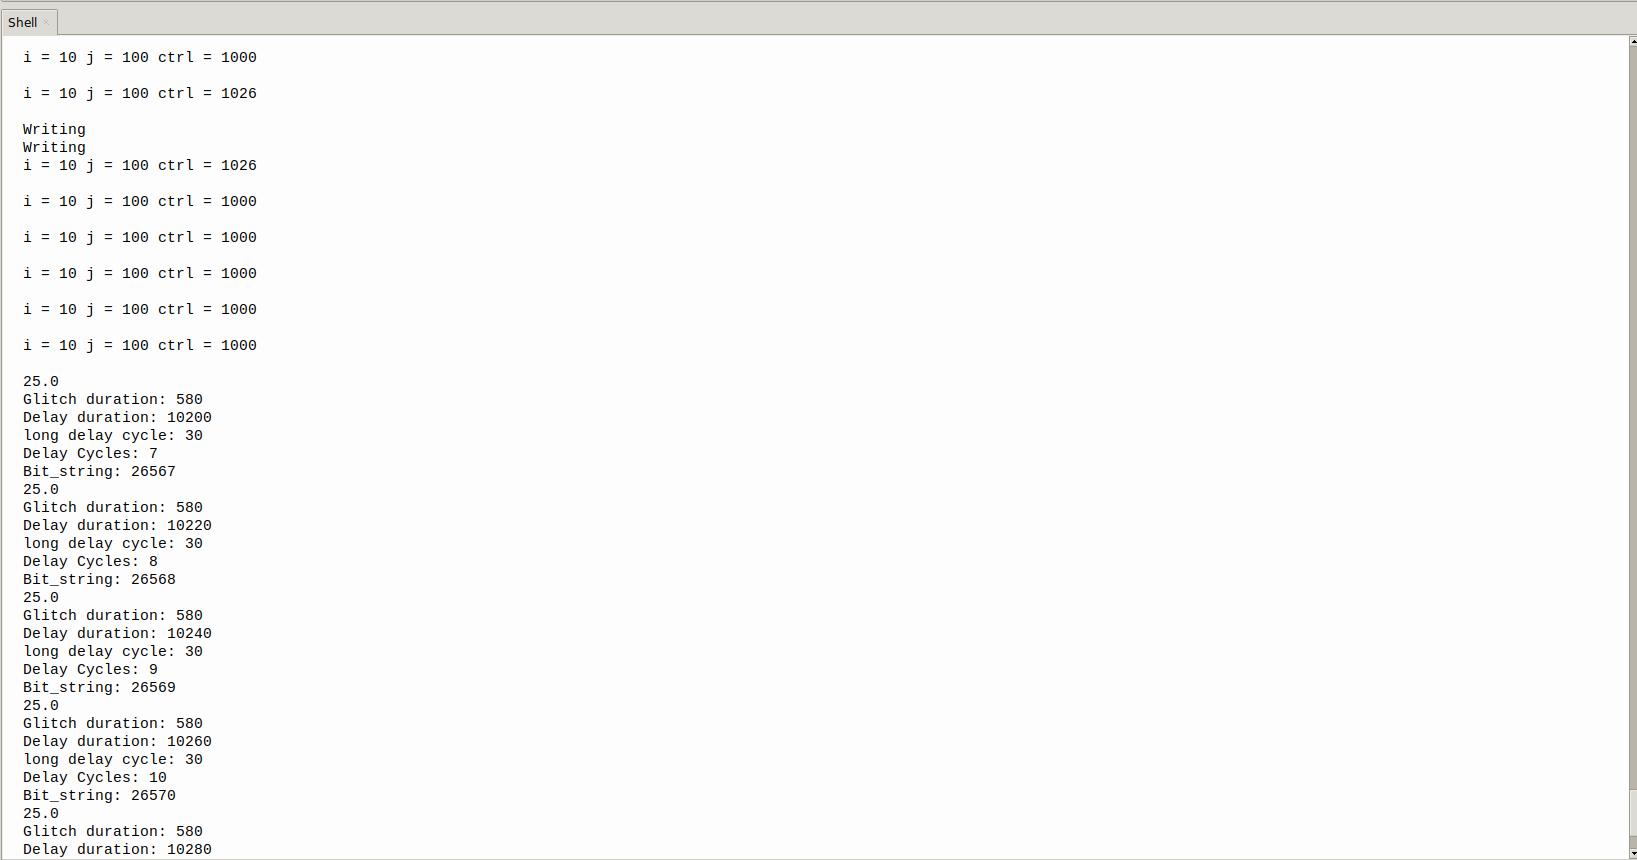 Shell
i = 10 j = 100 ctrl = 1000
i = 10 j = 100 ctrl = 1026
Writing
Writing
i = 10 j = 100 ctrl = 1026
i = 10 j = 100 ctrl = 1000
i = 10 j = 100 ctrl = 1000
i = 10 j = 100 ctrl = 1000
i = 10 j = 100 ctrl = 1000
i = 10 j = 100 ctrl = 1000
25.0
Glitch duration: 580
Delay duration: 10200
long delay cycle: 30
Delay Cycles: 7
Bit_string: 26567
25.0
Glitch duration: 580
Delay duration: 10220
long delay cycle: 30
Delay Cycles: 8
Bit_string: 26568
25.0
Glitch duration: 580
Delay duration: 10240
long delay cycle: 30
Delay Cycles: 9
Bit_string: 26569
25.0
Glitch duration: 580
Delay duration: 10260
long delay cycle: 30
Delay Cycles: 10
Bit_string: 26570
25.0
Glitch duration: 580
Delay duration: 10280